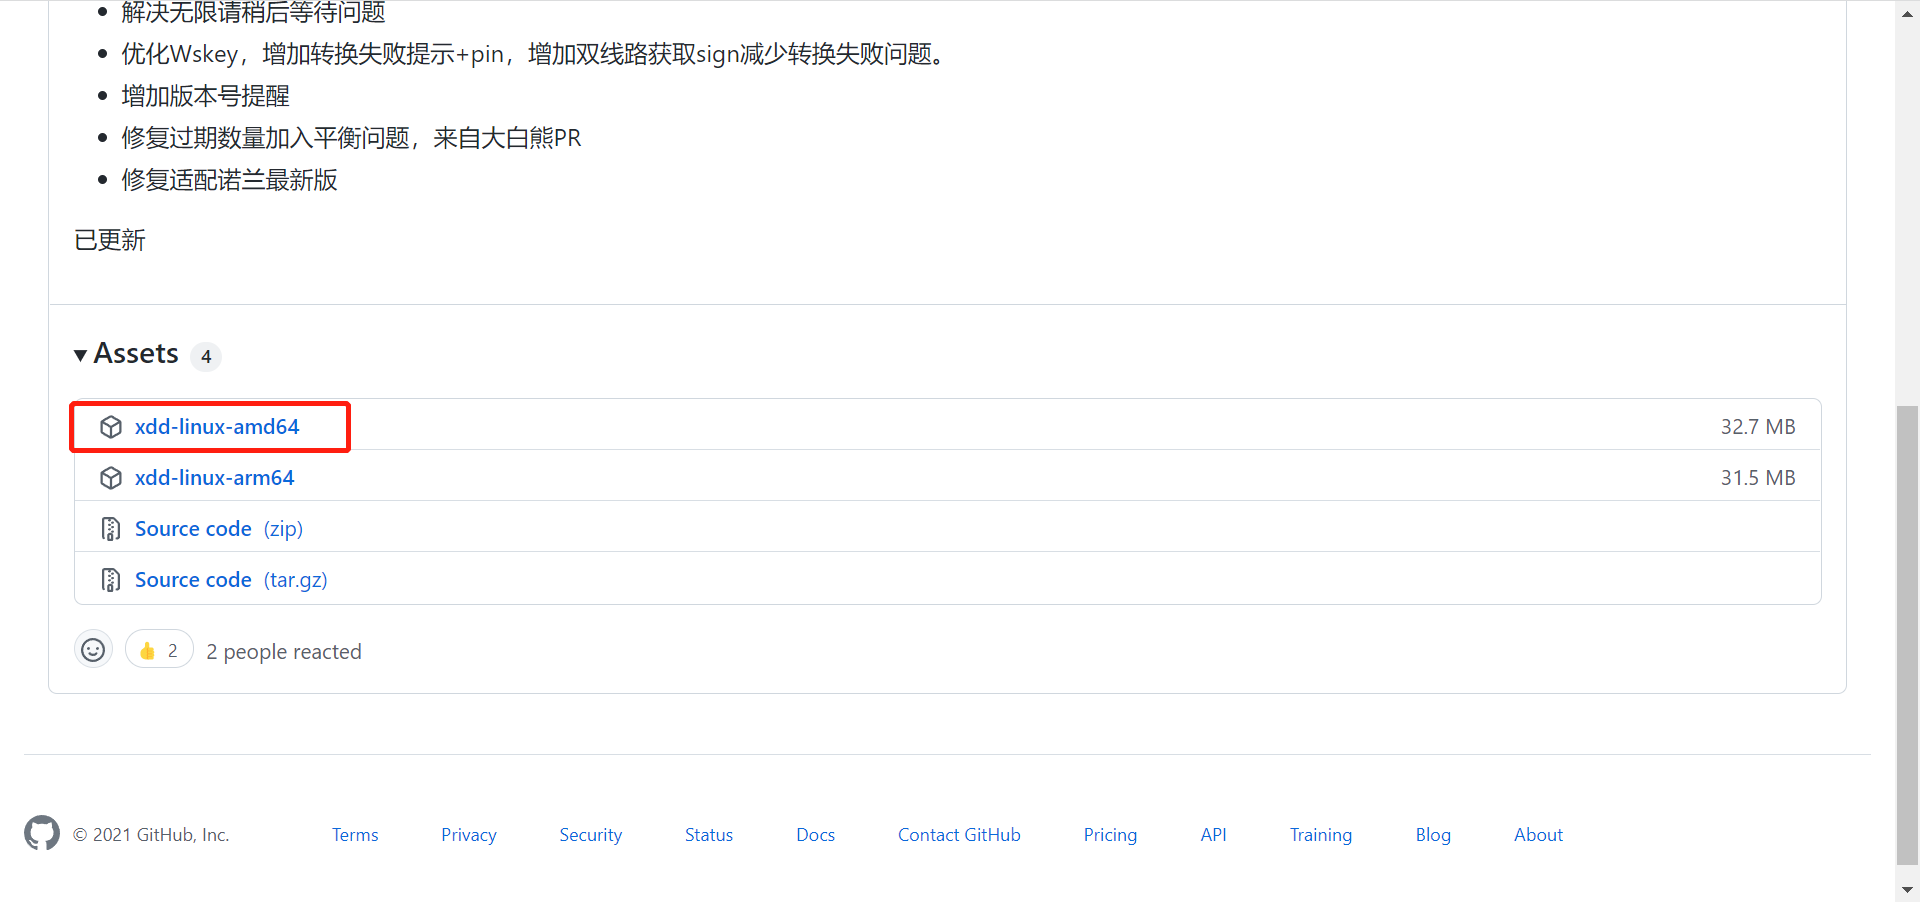 解决无限请稍后等待问题
优化Wskey，增加转换失败提示+pin，增加双线路获取sign减少转换失败问题。
增加版本号提醒
修复过期数量加入平衡问题，来自大白熊PR
修复适配诺兰最新版
已更新
Assets 4
xdd-linux-amd64 32.7 MB
xdd-linux-arm64 31.5 MB
Source code (zip)
Source code (tar.gz)
👍 2 2 people reacted
© 2021 GitHub, Inc. Terms Privacy Security Status Docs Contact GitHub Pricing API Training Blog About